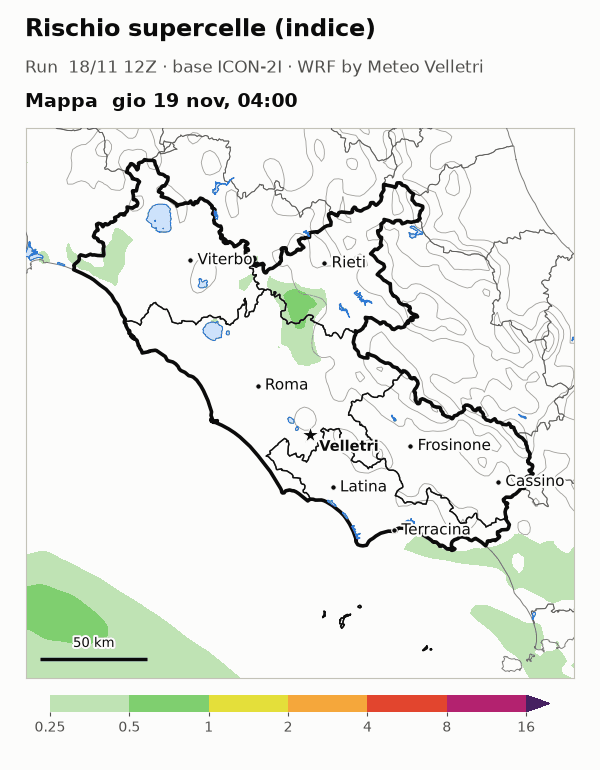 Rischio supercelle (indice)
Run  18/11 12Z · base ICON-2I · WRF by Meteo Velletri
Mappa  gio 19 nov, 04:00
Viterbo
Rieti
Roma
Velletri
Frosinone
Cassino
Latina
Terracina
50 km
0.25 0.5 1 2 4 8 16